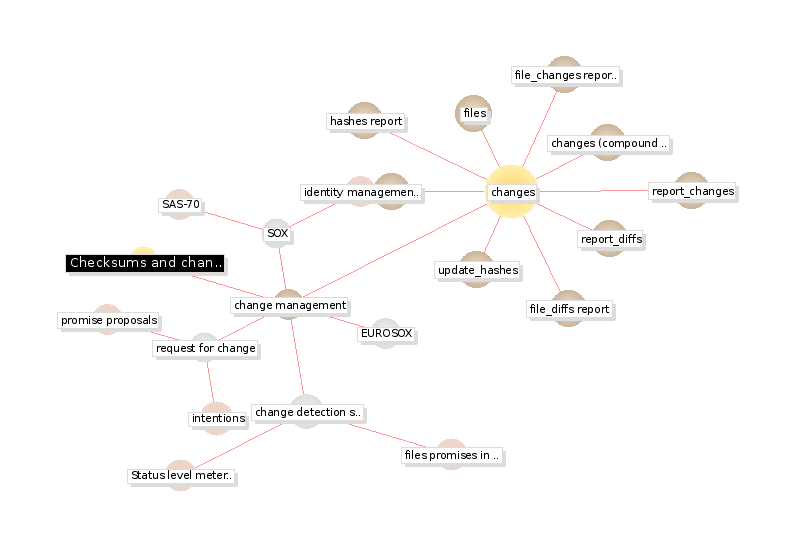 file_changes repor..
files
hashes report
changes (compound ..
identity managemen..
changes
report_changes
SAS-70
SOX
report_diffs
Checksums and chan..
update_hashes
change management
file_diffs report
promise proposals
EUROSOX
request for change
change detection s..
intentions
files promises in ..
Status level meter..